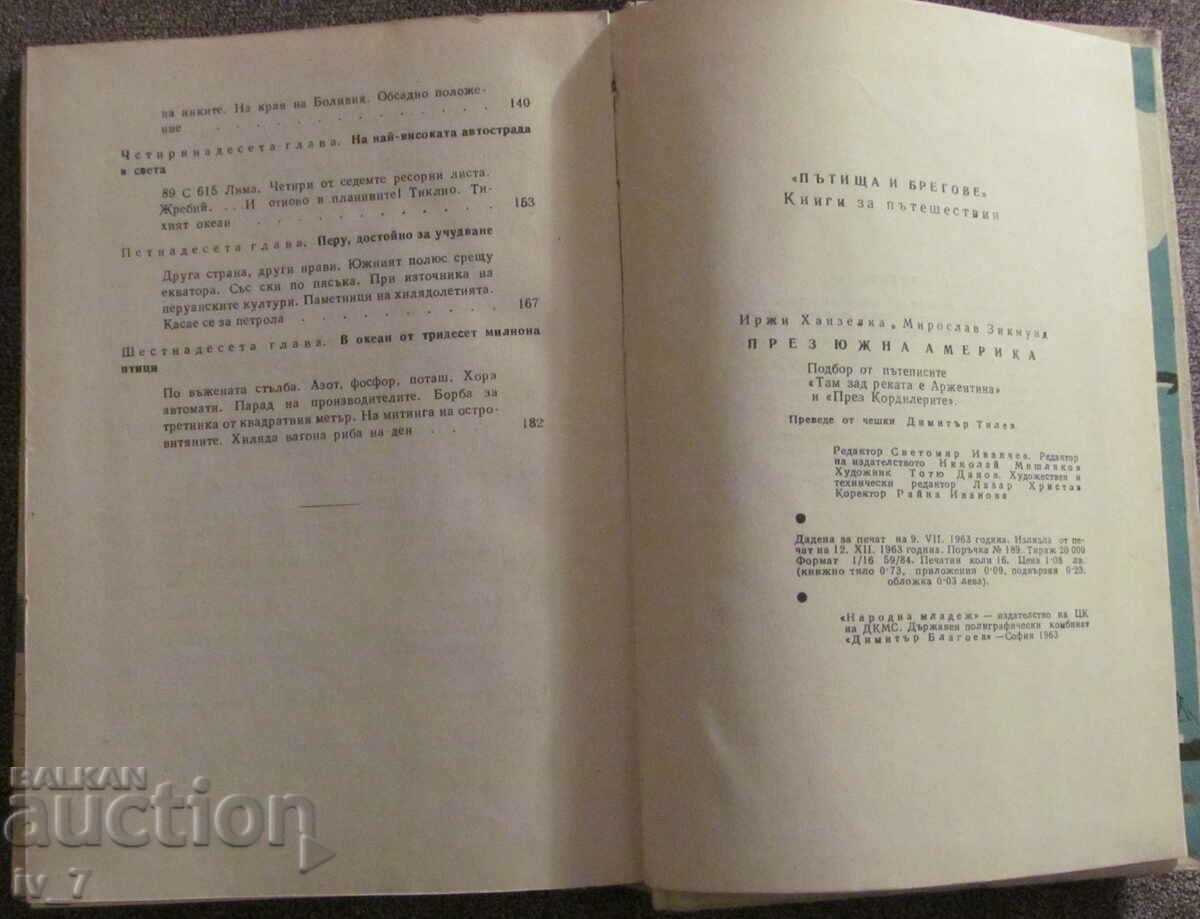 на инките. На края на Боливия. Обсадно положе-
ние . . . . . . . . . . . . 140
Четиринадесета глава. На най-високата автострада
в света
89 С 615 Лима. Четири от седемте ресорни листа.
Жребий. . . И отново в планините! Тиклио. Ти-
хият океан . . . . . . . . . . 153
Петнадесета глава. Перу, достойно за учудване
Друга страна, други нрави. Южният полюс срещу
екватора. Със ски по пясъка. При източника на
перуанските култури. Паметници на хилядолетията.
Касае се за петрола . . . . . . . . 167
Шестнадесета глава. В океан от тридесет милиона
птици
По въжената стълба. Азот, фосфор, поташ. Хора
автомати. Парад на производителите. Борба за
третинка от квадратния метър. На митинга на остро-
витяните. Хиляда вагона риба на ден . . . . 182
«ПЪТИЩА И БРЕГОВЕ»
Книги за пътешествия
Иржи Ханзелка, Мирослав Зикмунд
ПРЕЗ ЮЖНА АМЕРИКА
Подбор от пътеписите
«Там зад реката е Аржентина»
и «През Кордилерите».
Преведе от чешки Димитър Тилев
Редактор Светомир Иванчев. Редактор
на издателството Николай Мишляков
Художник Тотю Данов. Художествен и
технически редактор Лазар Христов
Коректор Райна Иванова
Дадена за печат на 9. VII. 1963 година. Излязла от пе-
чат на 12. XII. 1963 година. Поръчка № 189. Тираж 20 000
Формат 1/16 59/84. Печатни коли 16. Цена 1·08 лв.
(книжно тяло 0·73, приложения 0·09, подвързия 0·23,
обложка 0·03 лева).
«Народна младеж» — издателство на ЦК
на ДКМС. Държавен полиграфически комбинат
«Димитър Благоев» — София 1963
BALKAN
auction
iv_7